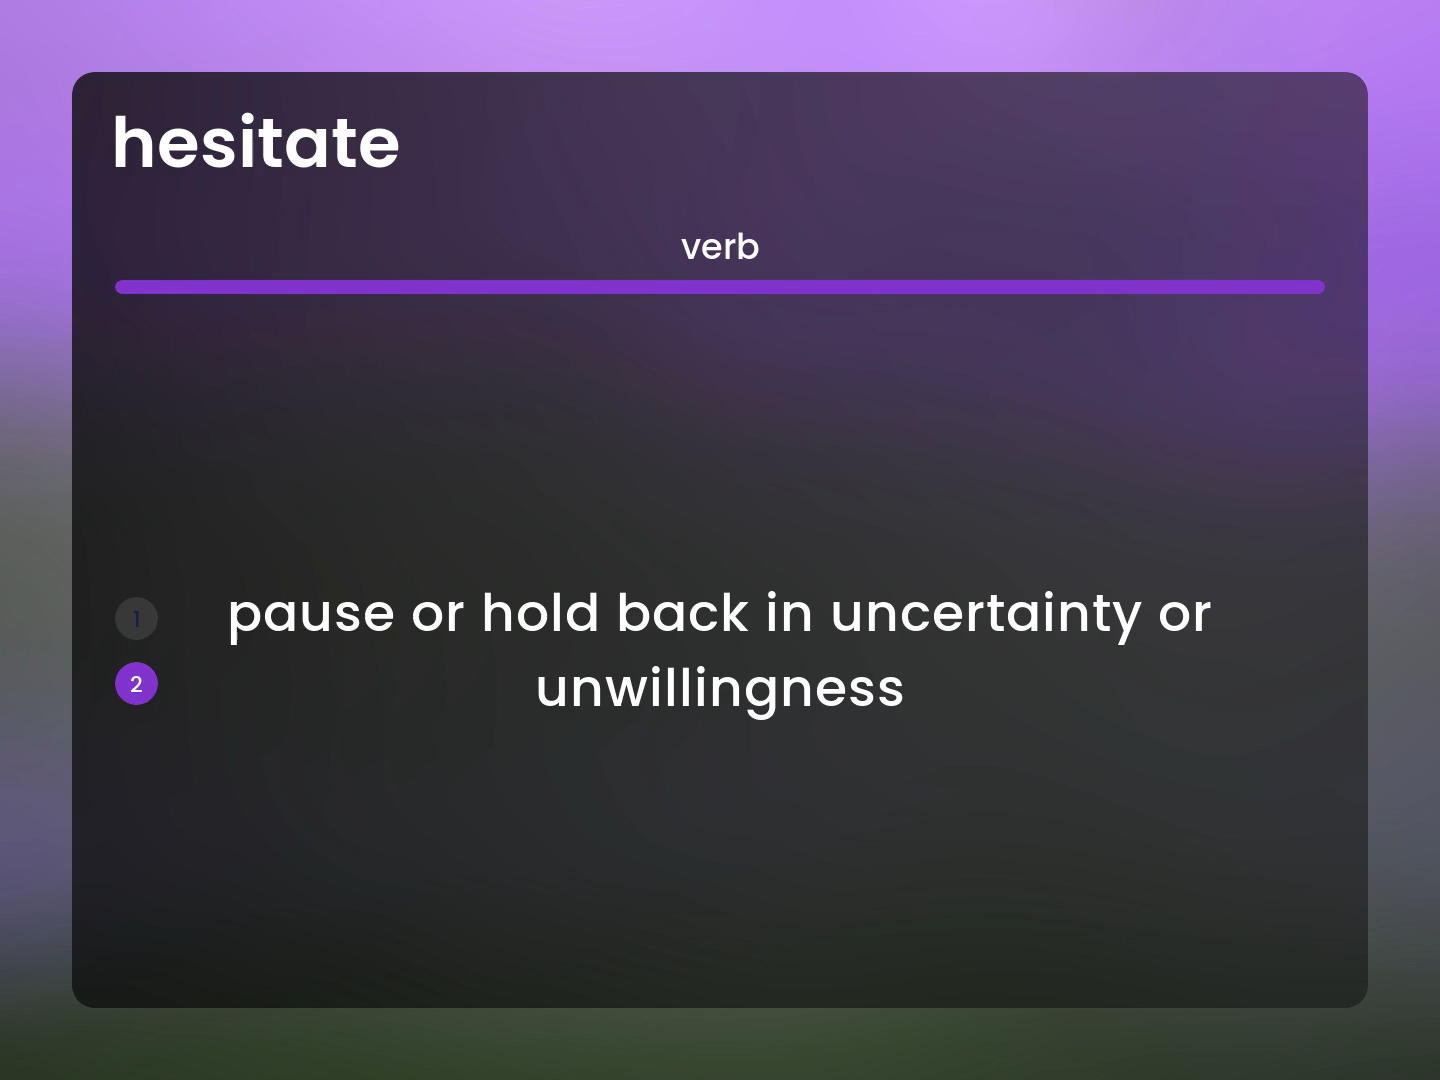 hesitate
verb
1
pause or hold back in uncertainty or
2
unwillingness